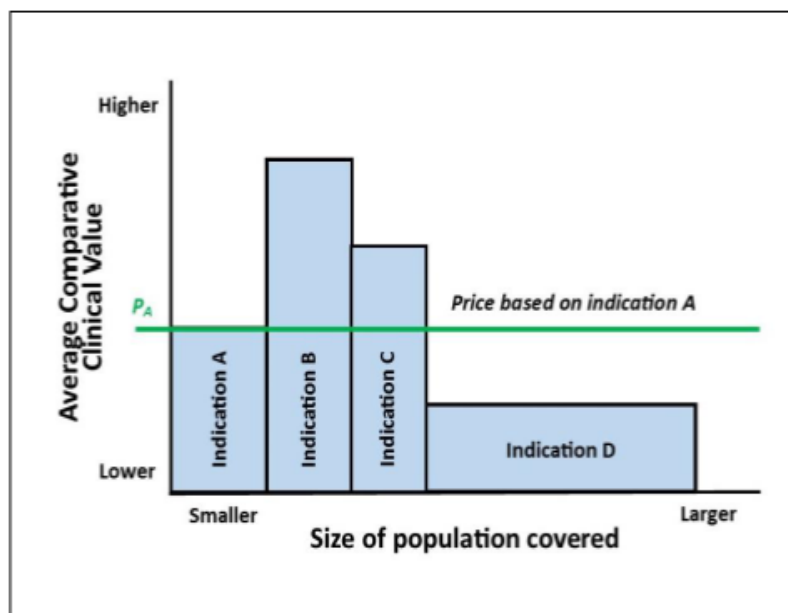 Higher
Average Comparative
Clinical Value
P_A
Price based on indication A
Indication A
Indication B
Indication C
Indication D
Lower
Smaller
Larger
Size of population covered